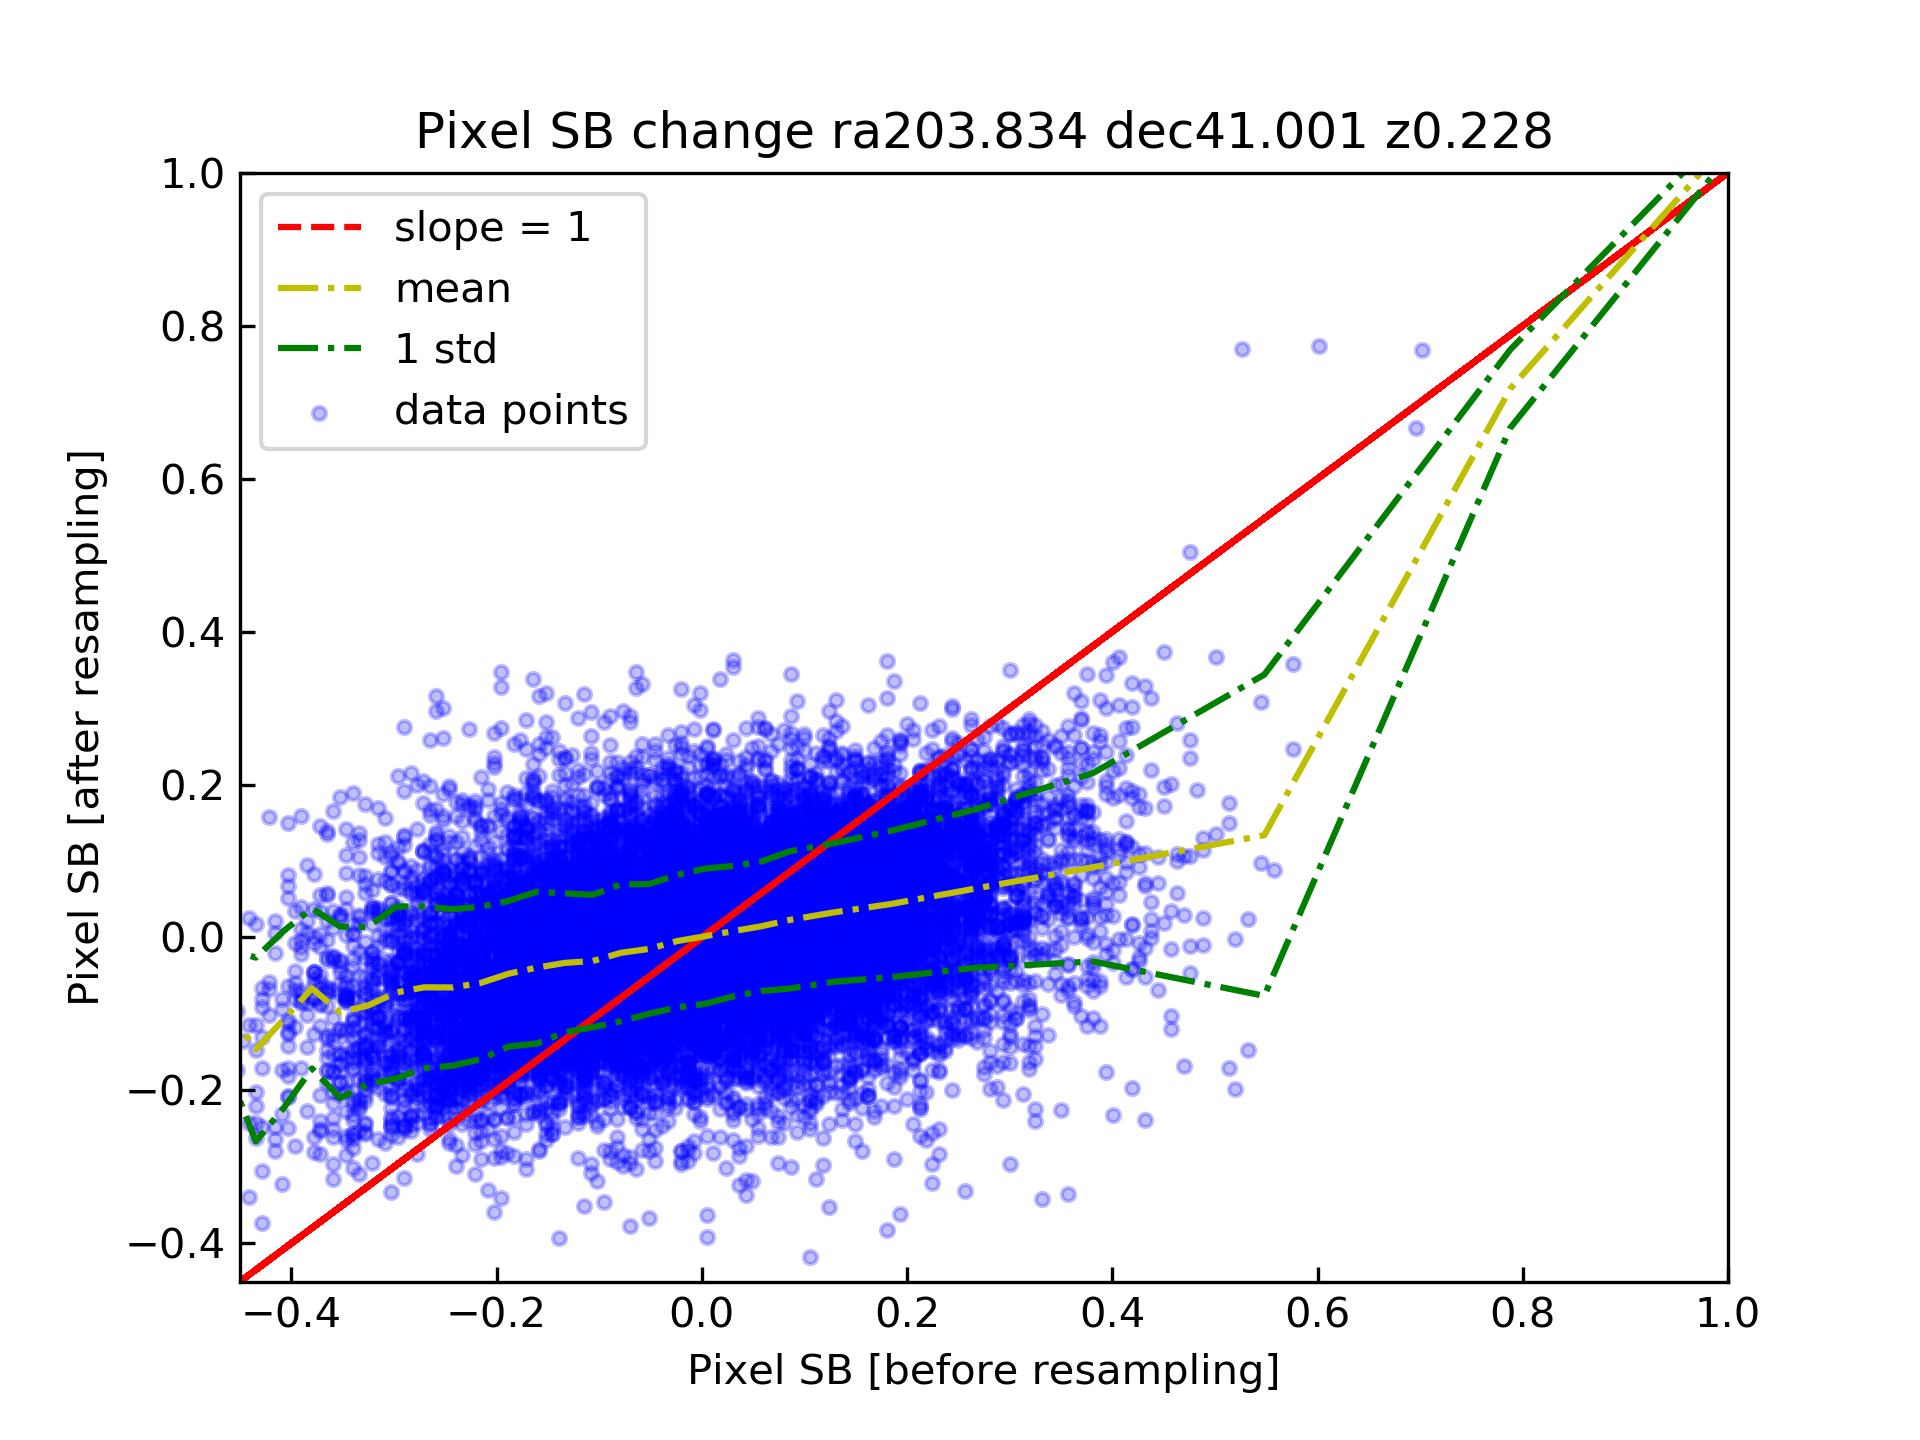 Pixel SB change ra203.834 dec41.001 z0.228
1.0
0.8
0.6
0.4
0.2
0.0
−0.2
−0.4
Pixel SB [after resampling]
slope = 1
mean
1 std
data points
−0.4 −0.2 0.0 0.2 0.4 0.6 0.8 1.0
Pixel SB [before resampling]